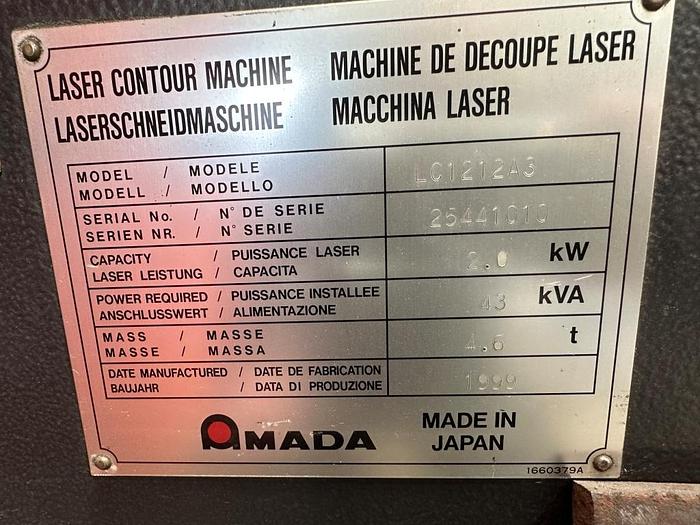 LASER CONTOUR MACHINE MACHINE DE DECOUPE LASER
LASERSCHNEIDMASCHINE MACCHINA LASER
MODEL / MODELE
MODELL / MODELLO
LC1212A3
SERIAL No. / N° DE SERIE
SERIEN NR. / N° SERIE
25441010
CAPACITY / PUISSANCE LASER
LASER LEISTUNG / CAPACITA
2.0 kW
POWER REQUIRED / PUISSANCE INSTALLEE
ANSCHLUSSWERT / ALIMENTAZIONE
43 kVA
MASS / MASSE
MASSE / MASSA
4.6 t
DATE MANUFACTURED / DATE DE FABRICATION
BAUJAHR / DATA DI PRODUZIONE
1999
AMADA
MADE IN
JAPAN
1660379A